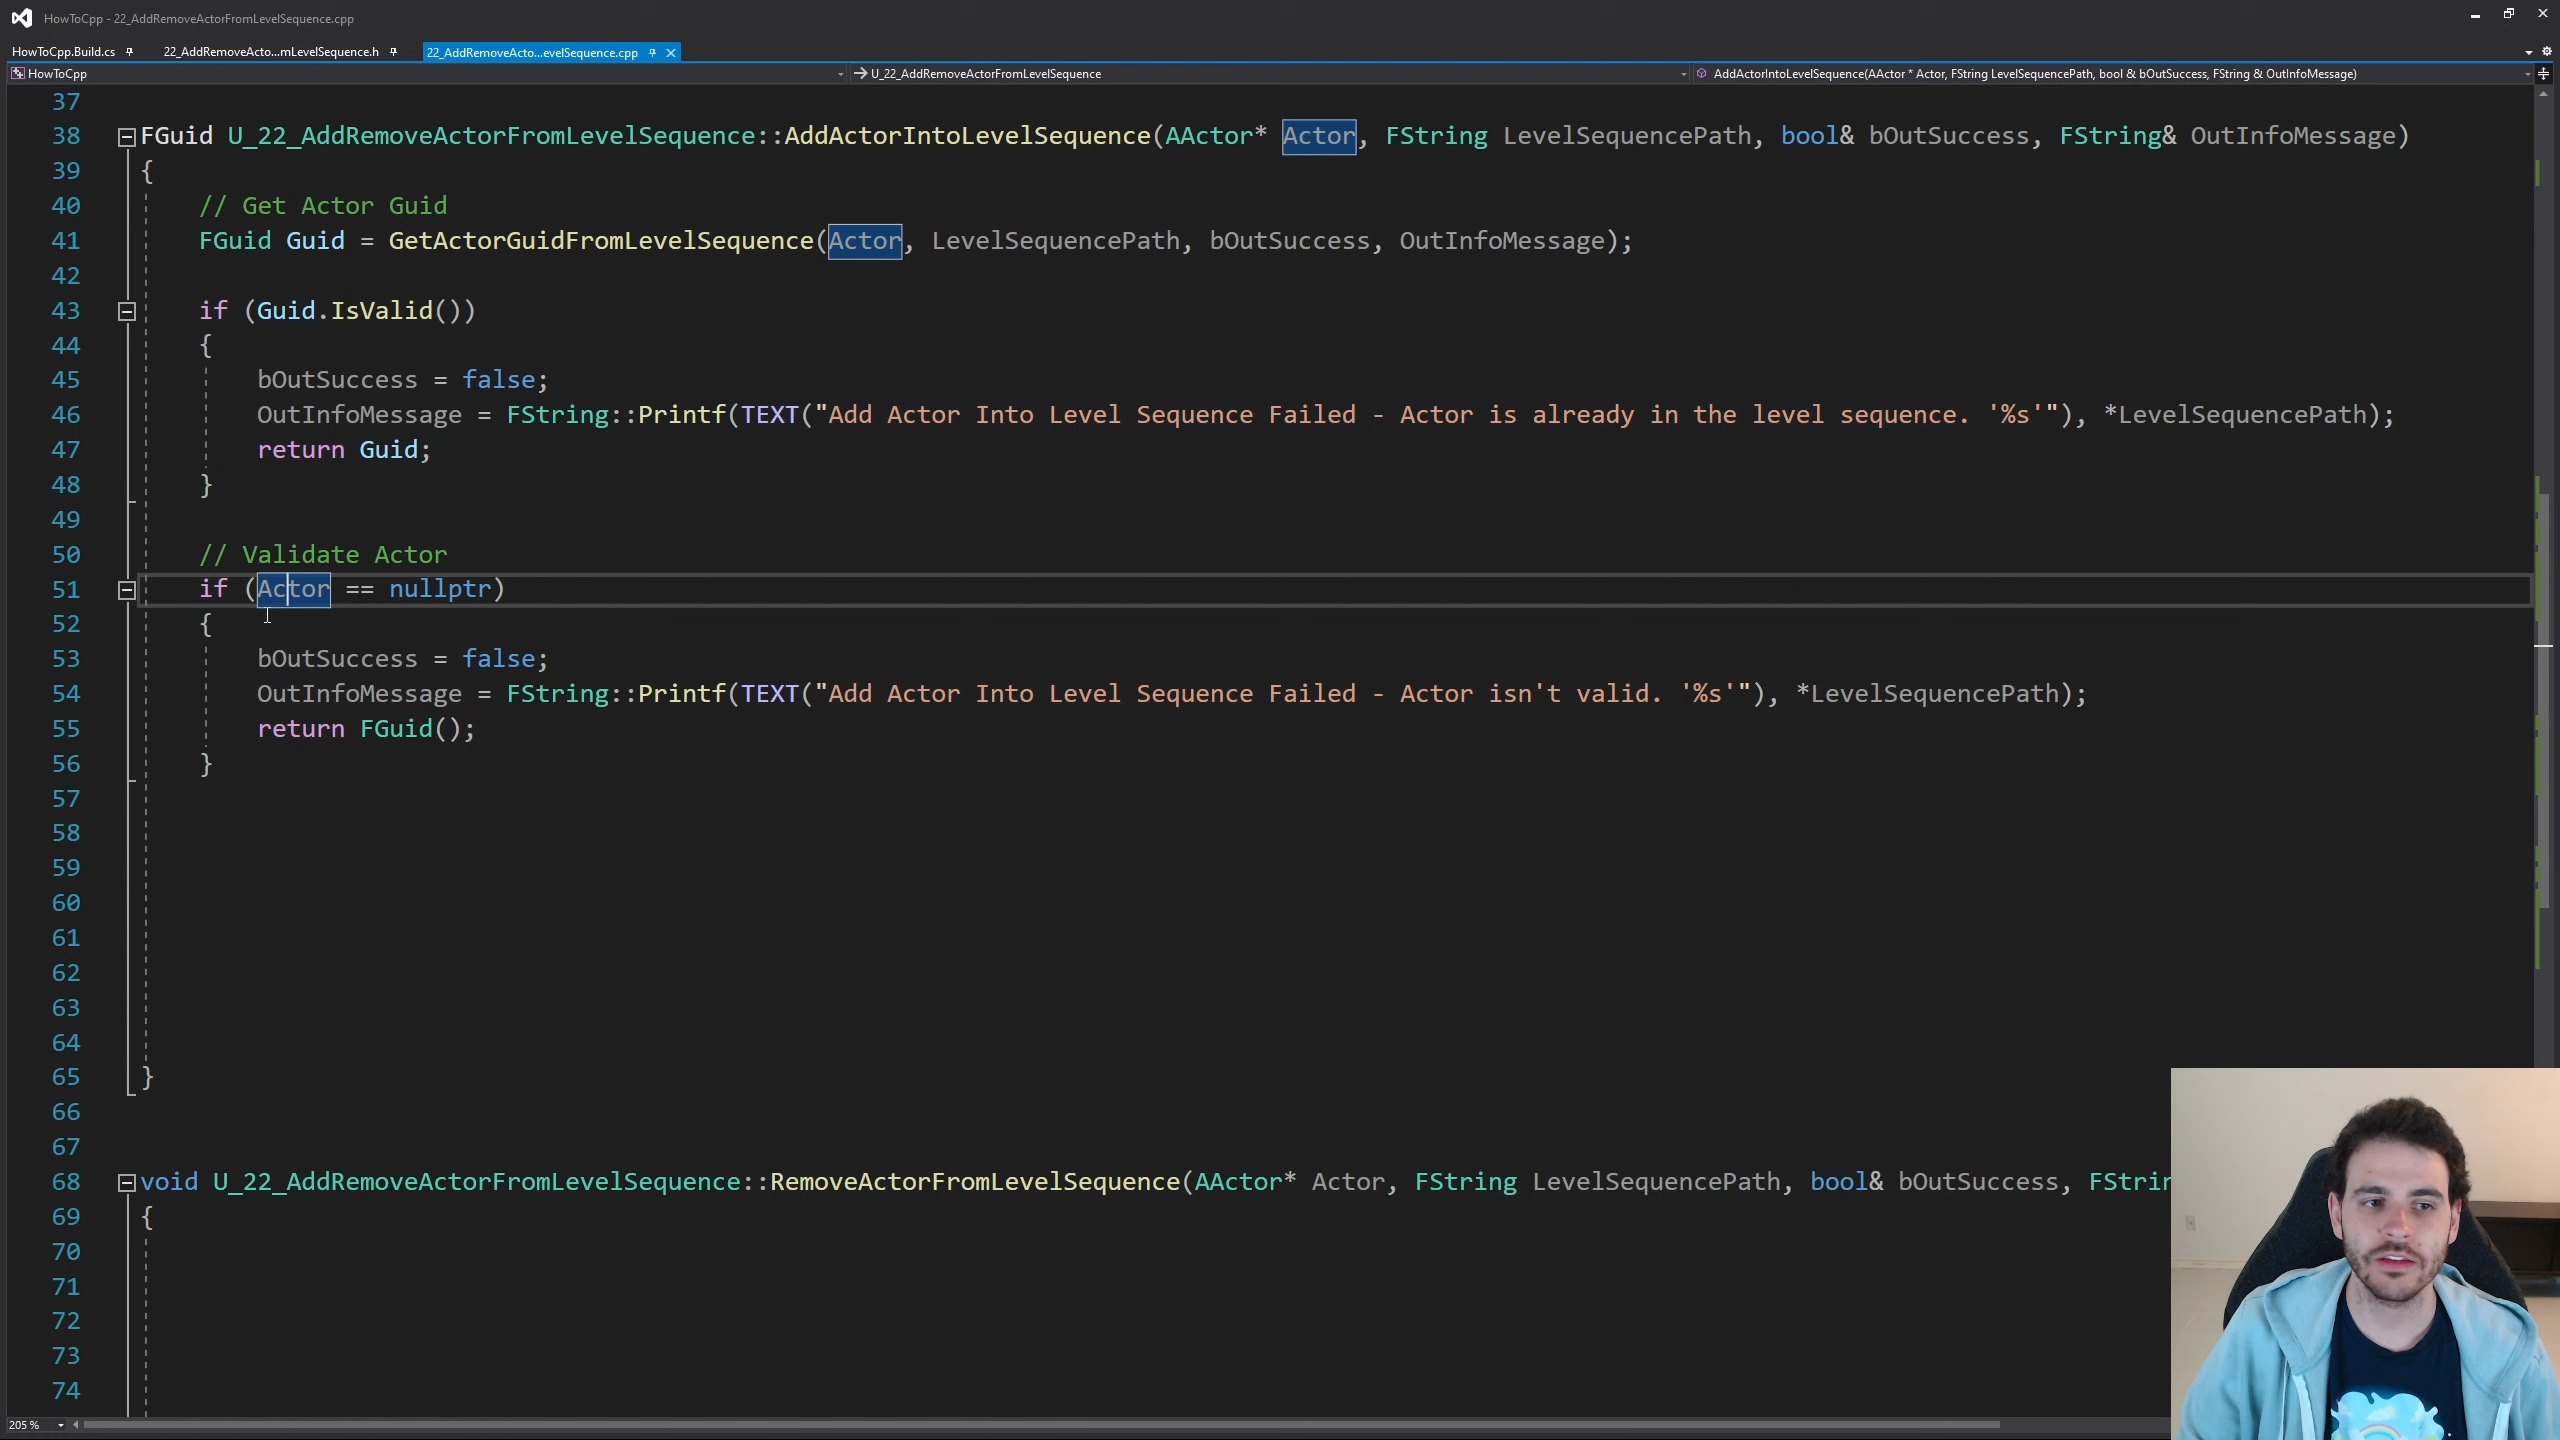 HowToCpp - 22_AddRemoveActorFromLevelSequence.cpp
HowToCpp.Build.cs 22_AddRemoveActo...mLevelSequence.h 22_AddRemoveActo...evelSequence.cpp
HowToCpp U_22_AddRemoveActorFromLevelSequence AddActorIntoLevelSequence(AActor * Actor, FString LevelSequencePath, bool & bOutSuccess, FString & OutInfoMessage)
37
38 FGuid U_22_AddRemoveActorFromLevelSequence::AddActorIntoLevelSequence(AActor* Actor, FString LevelSequencePath, bool& bOutSuccess, FString& OutInfoMessage)
39 {
40 // Get Actor Guid
41 FGuid Guid = GetActorGuidFromLevelSequence(Actor, LevelSequencePath, bOutSuccess, OutInfoMessage);
42
43 if (Guid.IsValid())
44 {
45 bOutSuccess = false;
46 OutInfoMessage = FString::Printf(TEXT("Add Actor Into Level Sequence Failed - Actor is already in the level sequence. '%s'"), *LevelSequencePath);
47 return Guid;
48 }
49
50 // Validate Actor
51 if (Actor == nullptr)
52 {
53 bOutSuccess = false;
54 OutInfoMessage = FString::Printf(TEXT("Add Actor Into Level Sequence Failed - Actor isn't valid. '%s'"), *LevelSequencePath);
55 return FGuid();
56 }
57
58
59
60
61
62
63
64
65 }
66
67
68 void U_22_AddRemoveActorFromLevelSequence::RemoveActorFromLevelSequence(AActor* Actor, FString LevelSequencePath, bool& bOutSuccess, FStrin
69 {
70
71
72
73
74
205 %